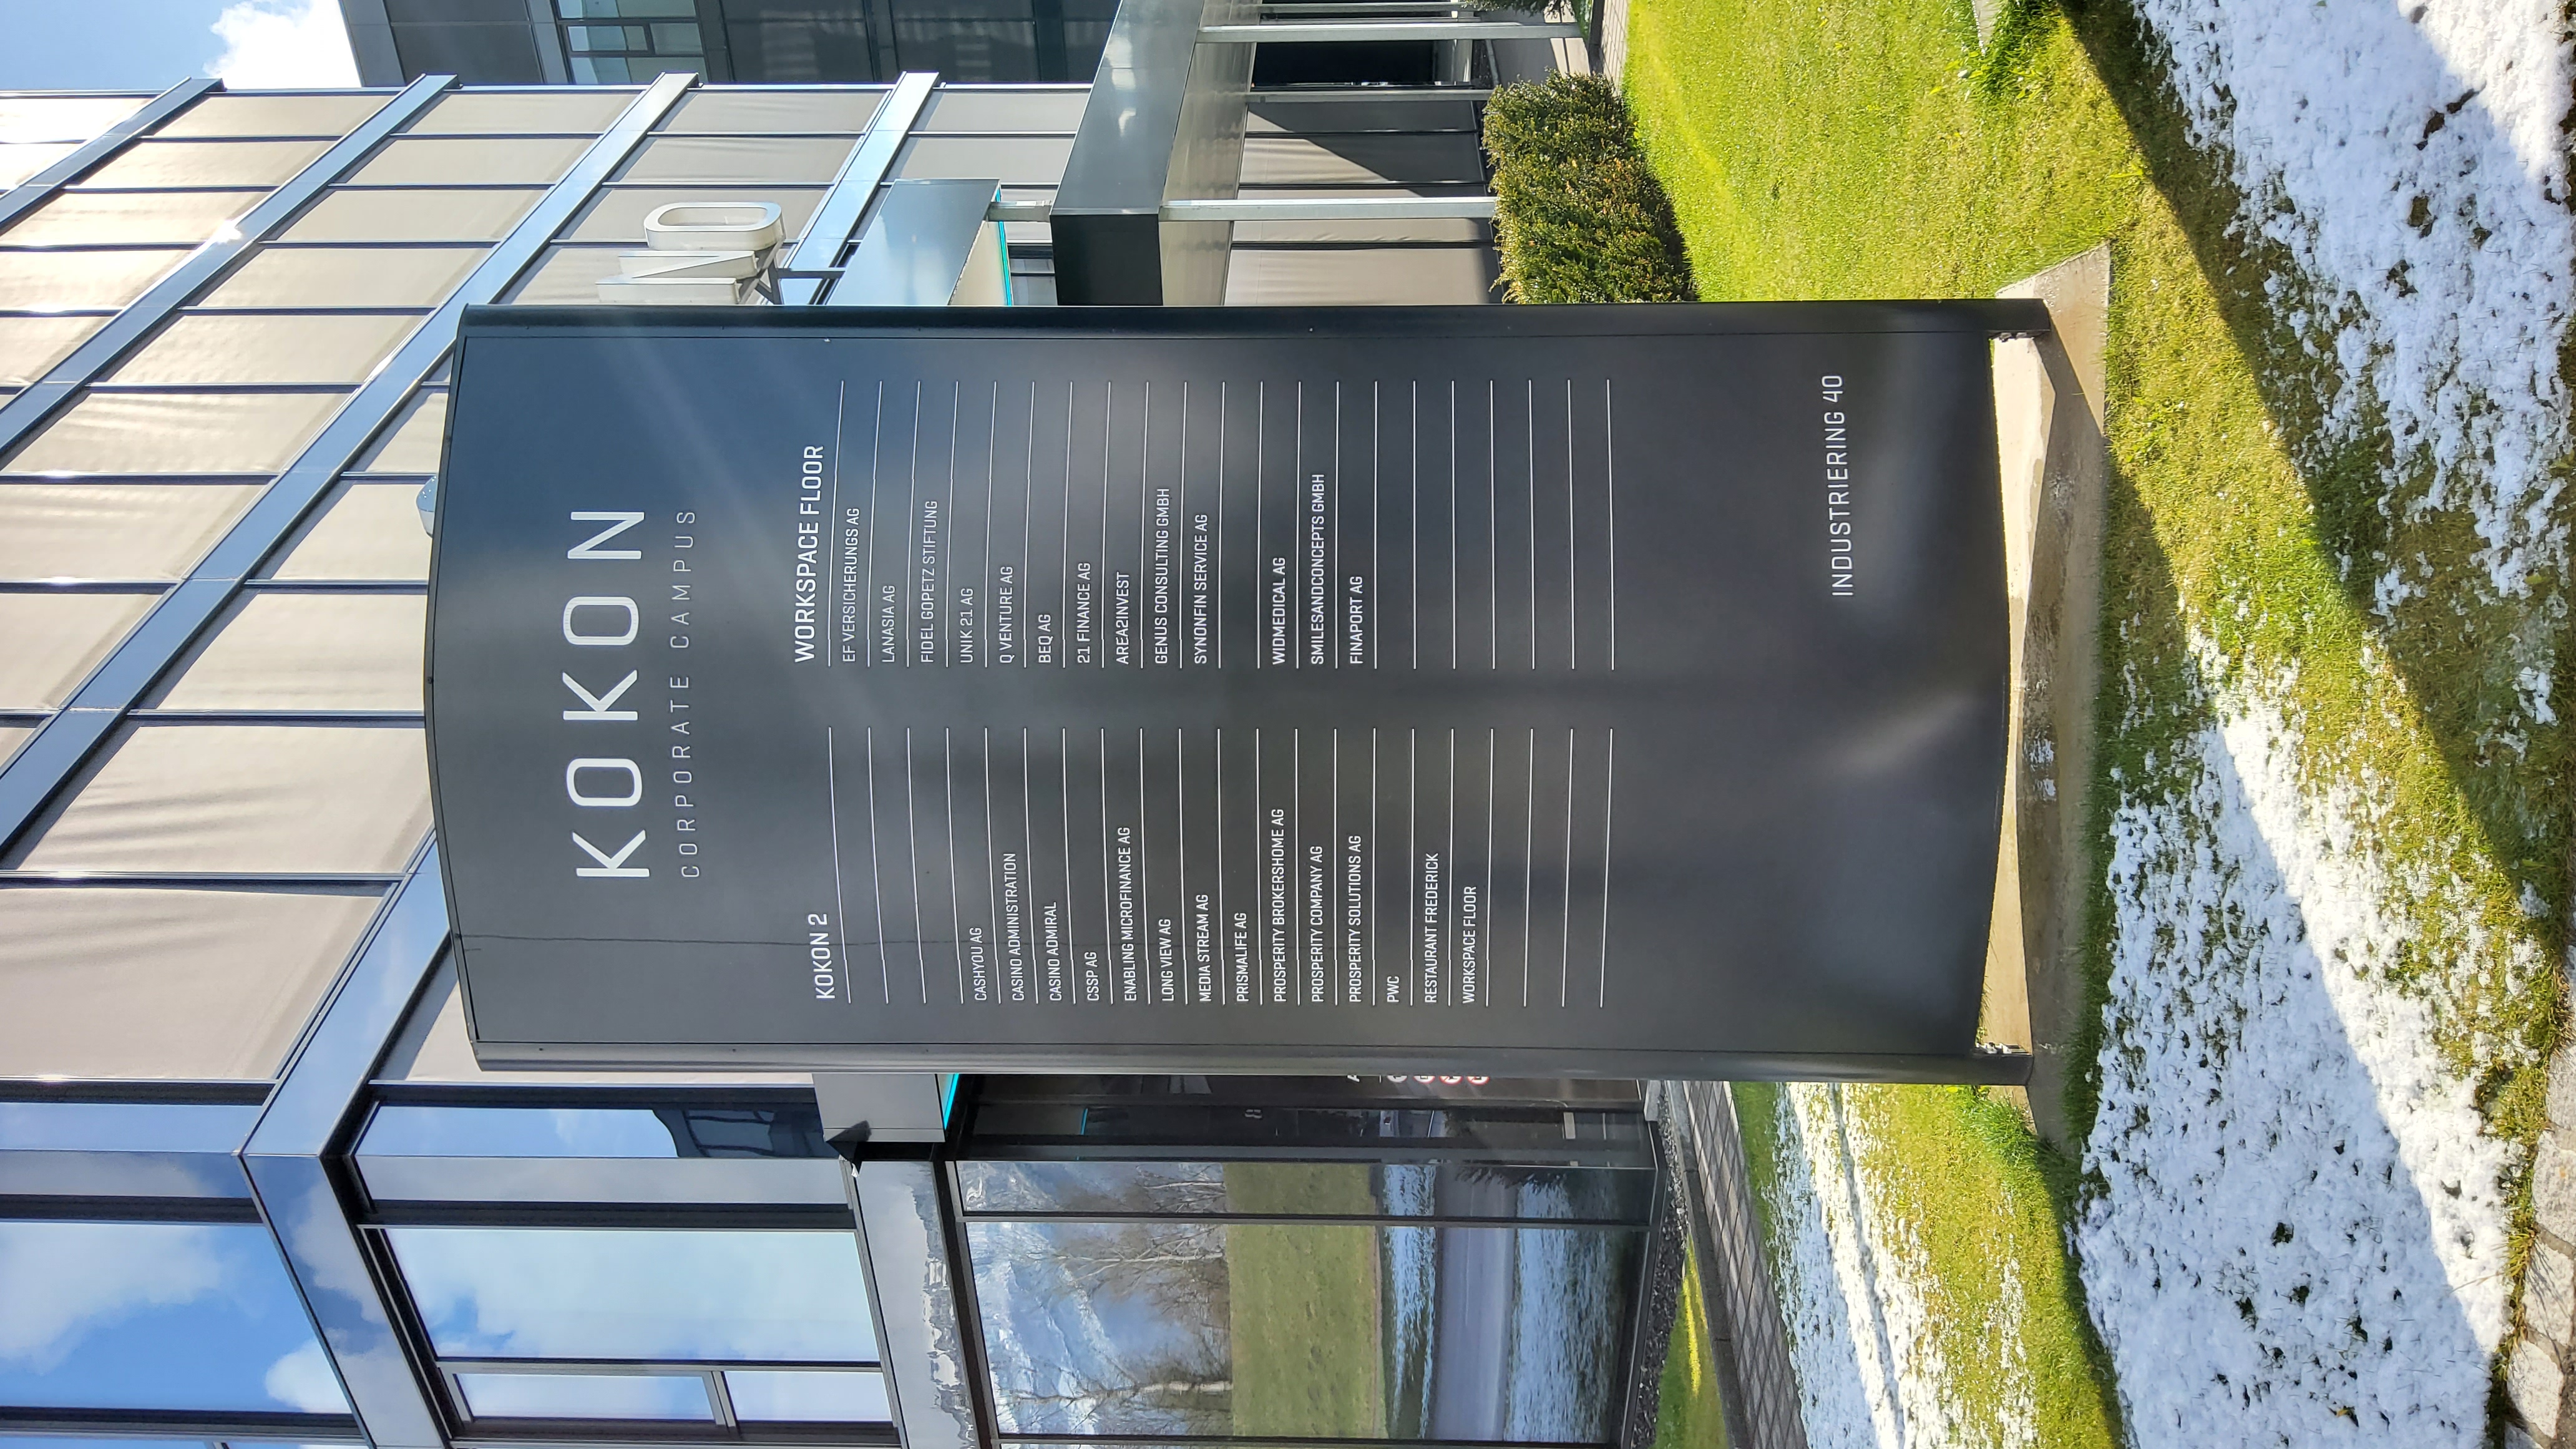 KOKON
CORPORATE CAMPUS
KOKON 2
CASHYOU AG
CASINO ADMINISTRATION
CASINO ADMIRAL
CSSP AG
ENABLING MICROFINANCE AG
LONG VIEW AG
MEDIA STREAM AG
PRISMALIFE AG
PROSPERITY BROKERSHOME AG
PROSPERITY COMPANY AG
PROSPERITY SOLUTIONS AG
PWC
RESTAURANT FREDERICK
WORKSPACE FLOOR
WORKSPACE FLOOR
EF VERSICHERUNGS AG
LANASIA AG
FIDEL GOPETZ STIFTUNG
UNIK 21 AG
Q VENTURE AG
BEQ AG
21 FINANCE AG
AREA2INVEST
GENUS CONSULTING GMBH
SYNONFIN SERVICE AG
WIDMEDICAL AG
SMILESANDCONCEPTS GMBH
FINAPORT AG
INDUSTRIERING 40
NO